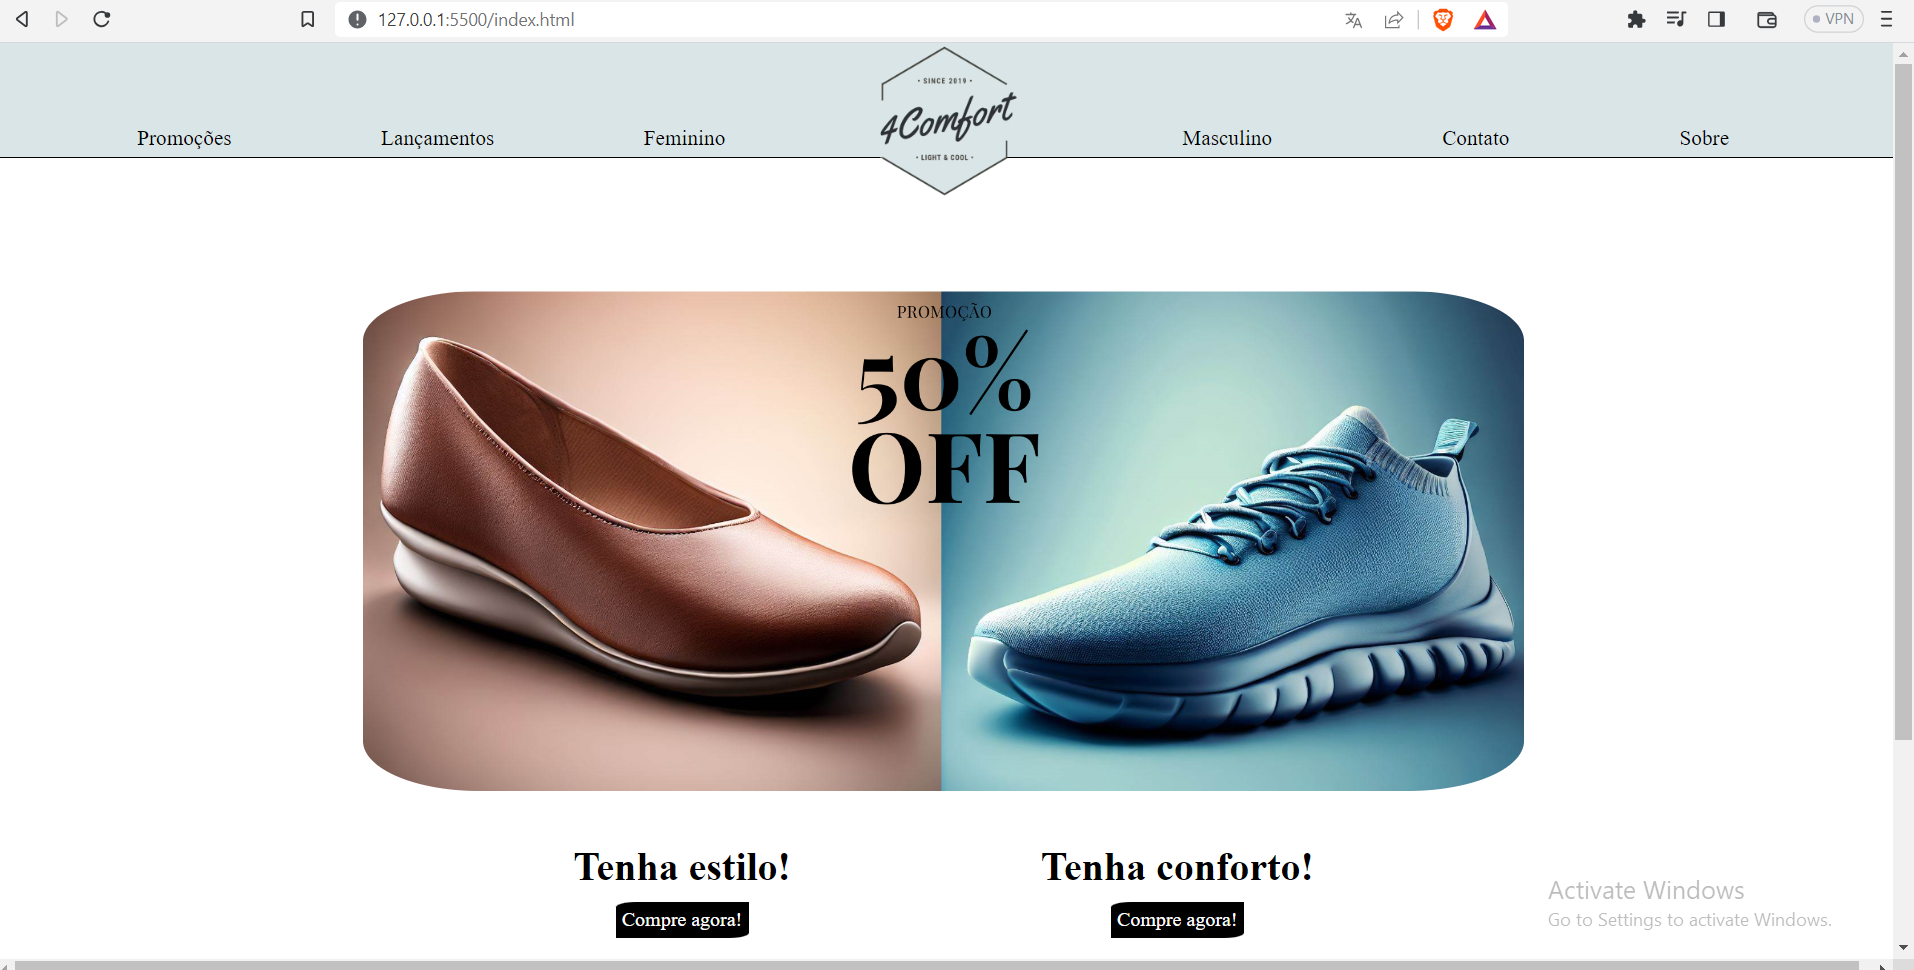 127.0.0.1:5500/index.html
VPN
Promoções
Lançamentos
Feminino
· SINCE 2019 ·
4Comfort
· LIGHT & COOL ·
Masculino
Contato
Sobre
PROMOÇÃO
50%
OFF
Tenha estilo!
Tenha conforto!
Compre agora!
Compre agora!
Activate Windows
Go to Settings to activate Windows.